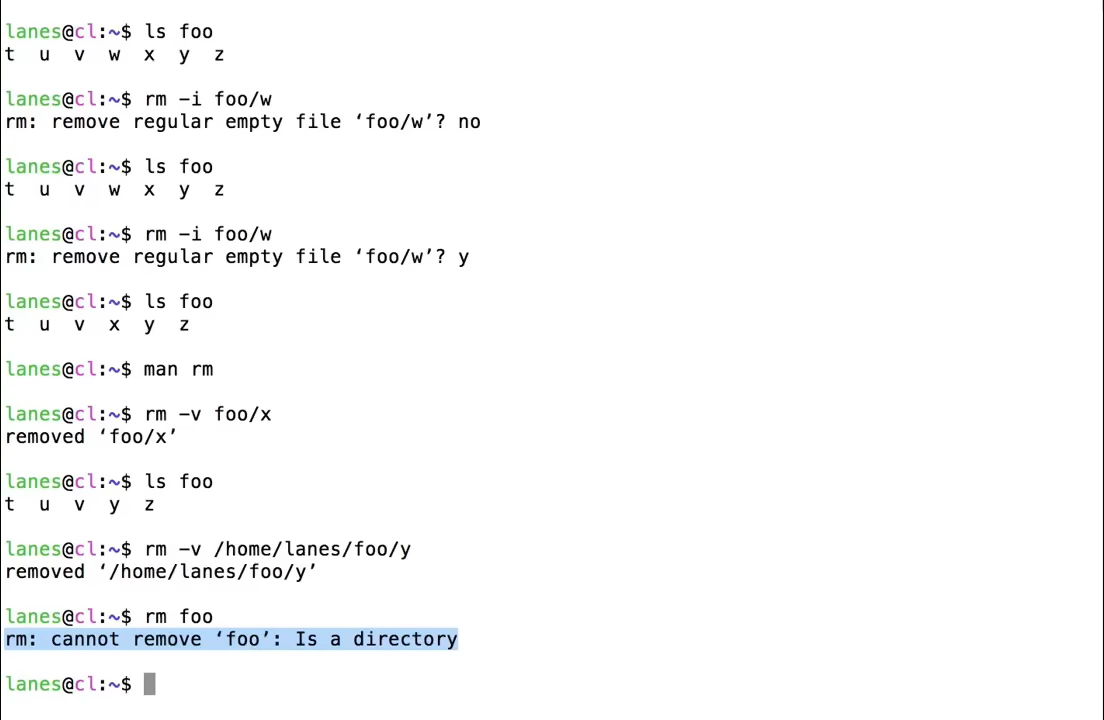 lanes@cl:~$ ls foo
t  u  v  w  x  y  z
lanes@cl:~$ rm -i foo/w
rm: remove regular empty file ‘foo/w’? no
lanes@cl:~$ ls foo
t  u  v  w  x  y  z
lanes@cl:~$ rm -i foo/w
rm: remove regular empty file ‘foo/w’? y
lanes@cl:~$ ls foo
t  u  v  x  y  z
lanes@cl:~$ man rm
lanes@cl:~$ rm -v foo/x
removed ‘foo/x’
lanes@cl:~$ ls foo
t  u  v  y  z
lanes@cl:~$ rm -v /home/lanes/foo/y
removed ‘/home/lanes/foo/y’
lanes@cl:~$ rm foo
rm: cannot remove ‘foo’: Is a directory
lanes@cl:~$